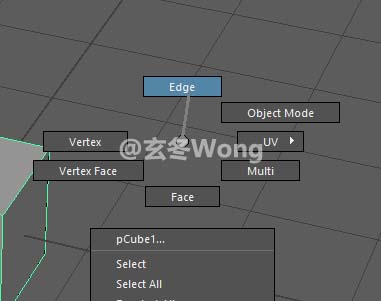 Edge
Object Mode
Vertex
UV
@玄冬Wong
Vertex Face
Multi
Face
pCube1...
Select
Select All